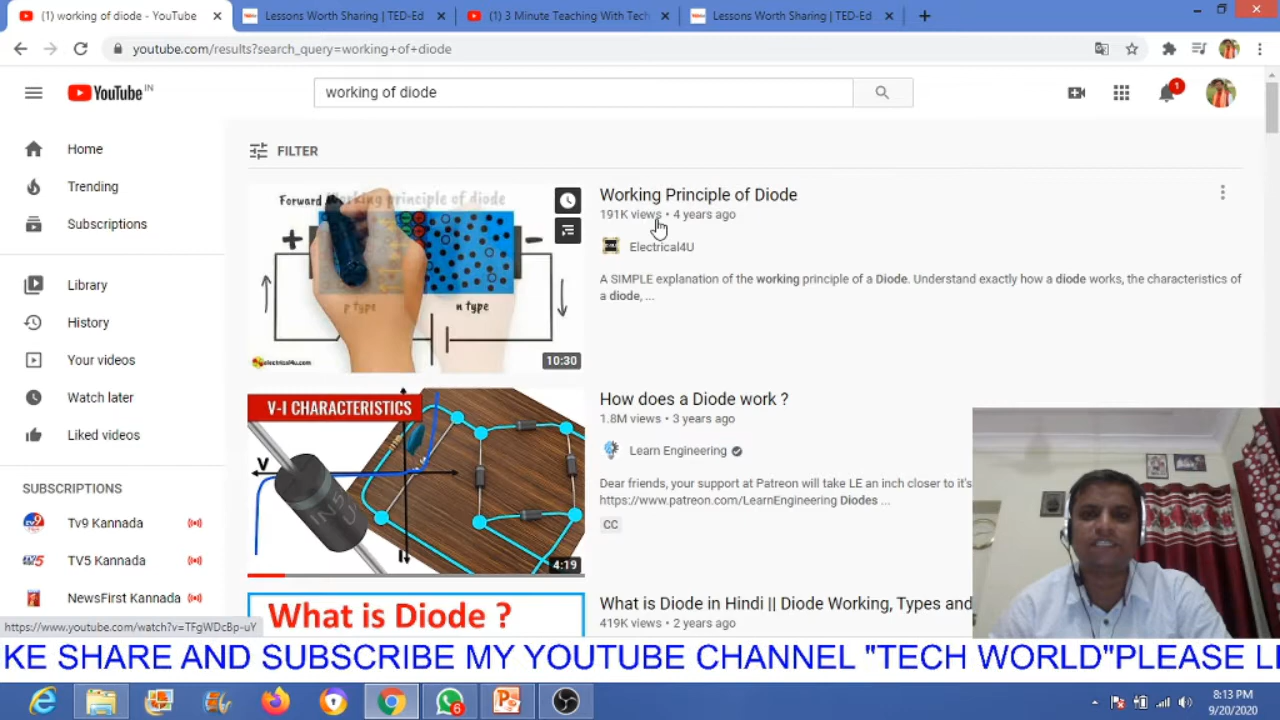 (1) working of diode - YouTube
Lessons Worth Sharing | TED-Ed
(1) 3 Minute Teaching With Tech
Lessons Worth Sharing | TED-Ed
youtube.com/results?search_query=working+of+diode
YouTube IN
working of diode
1
Home
Trending
Subscriptions
Library
History
Your videos
Watch later
Liked videos
SUBSCRIPTIONS
Tv9 Kannada
TV5 Kannada
NewsFirst Kannada
FILTER
Forward Working principle of diode
+
-
p type
n type
electrical4u.com
10:30
Working Principle of Diode
191K views • 4 years ago
Electrical4U
A SIMPLE explanation of the working principle of a Diode. Understand exactly how a diode works, the characteristics of
a diode, ...
V-I CHARACTERISTICS
V
I
4:19
How does a Diode work ?
1.8M views • 3 years ago
Learn Engineering
Dear friends, your support at Patreon will take LE an inch closer to it's
https://www.patreon.com/LearnEngineering Diodes ...
CC
What is Diode ?
What is Diode in Hindi || Diode Working, Types and
419K views • 2 years ago
https://www.youtube.com/watch?v=TFgWDcBp-uY
KE SHARE AND SUBSCRIBE MY YOUTUBE CHANNEL "TECH WORLD"PLEASE LI
6
8:13 PM
9/20/2020